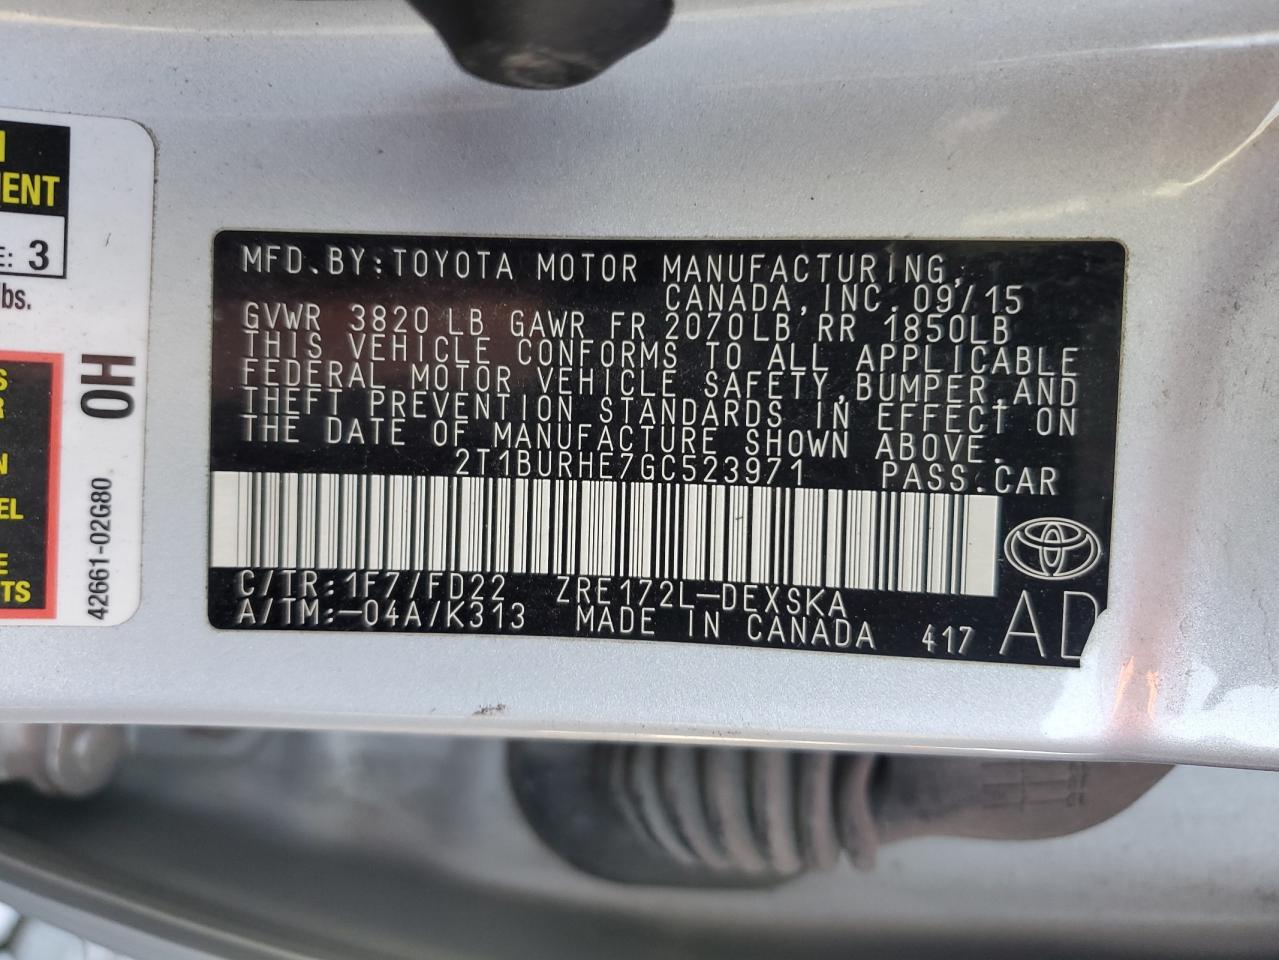 ENT
E: 3
bs.
OH
42661-02G80
S
R
N
EL
E
TS
MFD.BY:TOYOTA MOTOR MANUFACTURING,
CANADA,INC.09/15
GVWR 3820 LB GAWR FR 2070LB RR 1850LB
THIS VEHICLE CONFORMS TO ALL APPLICABLE
FEDERAL MOTOR VEHICLE SAFETY,BUMPER,AND
THEFT PREVENTION STANDARDS IN EFFECT ON
THE DATE OF MANUFACTURE SHOWN ABOVE.
2T1BURHE7GC523971 PASS.CAR
C/TR:1F7/FD22 ZRE172L-DEXSKA
A/TM:-04A/K313 MADE IN CANADA 417 AD